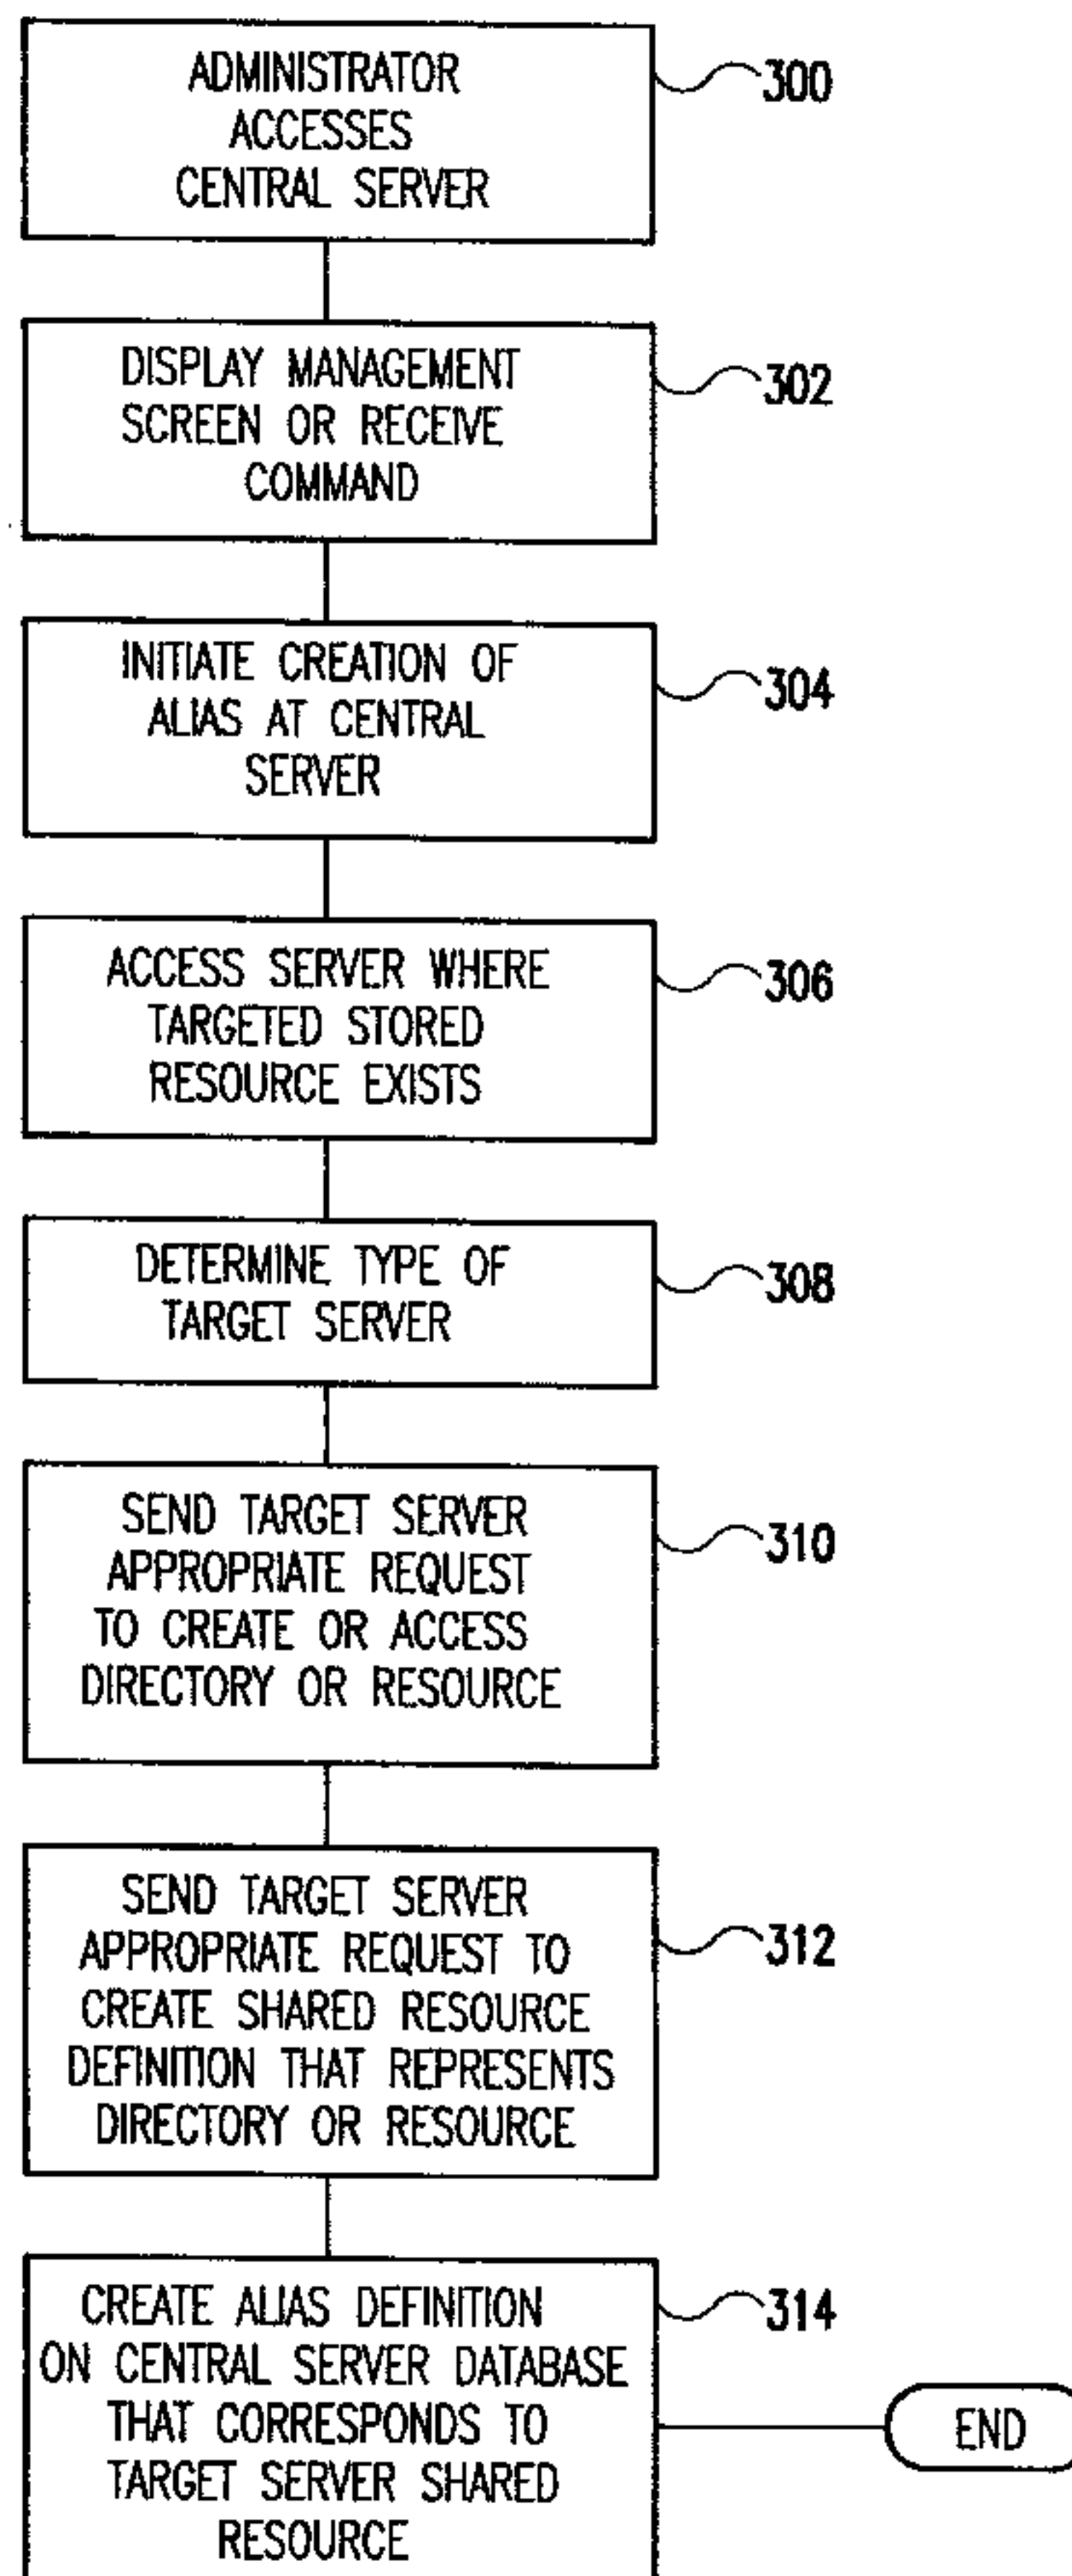 ADMINISTRATOR
ACCESSES
CENTRAL SERVER
300
DISPLAY MANAGEMENT
SCREEN OR RECEIVE
COMMAND
302
INITIATE CREATION OF
ALIAS AT CENTRAL
SERVER
304
ACCESS SERVER WHERE
TARGETED STORED
RESOURCE EXISTS
306
DETERMINE TYPE OF
TARGET SERVER
308
SEND TARGET SERVER
APPROPRIATE REQUEST
TO CREATE OR ACCESS
DIRECTORY OR RESOURCE
310
SEND TARGET SERVER
APPROPRIATE REQUEST TO
CREATE SHARED RESOURCE
DEFINITION THAT REPRESENTS
DIRECTORY OR RESOURCE
312
CREATE ALIAS DEFINITION
ON CENTRAL SERVER DATABASE
THAT CORRESPONDS TO
TARGET SERVER SHARED
RESOURCE
314
END